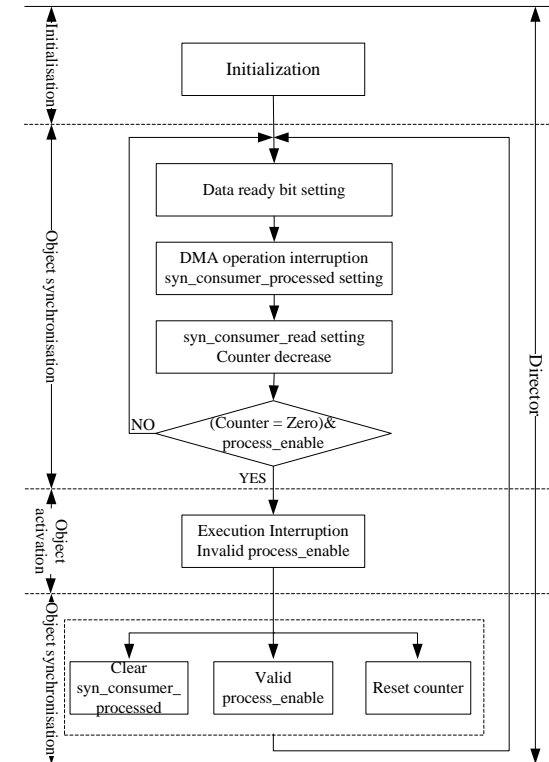 Initialisation
Initialization
Object synchronisation
Data ready bit setting
DMA operation interruption
syn_consumer_processed setting
syn_consumer_read setting
Counter decrease
Director
(Counter = Zero)&
process_enable
NO
YES
Object
activation
Execution Interruption
Invalid process_enable
Object synchronisation
Clear
syn_consumer_
processed
Valid
process_enable
Reset counter